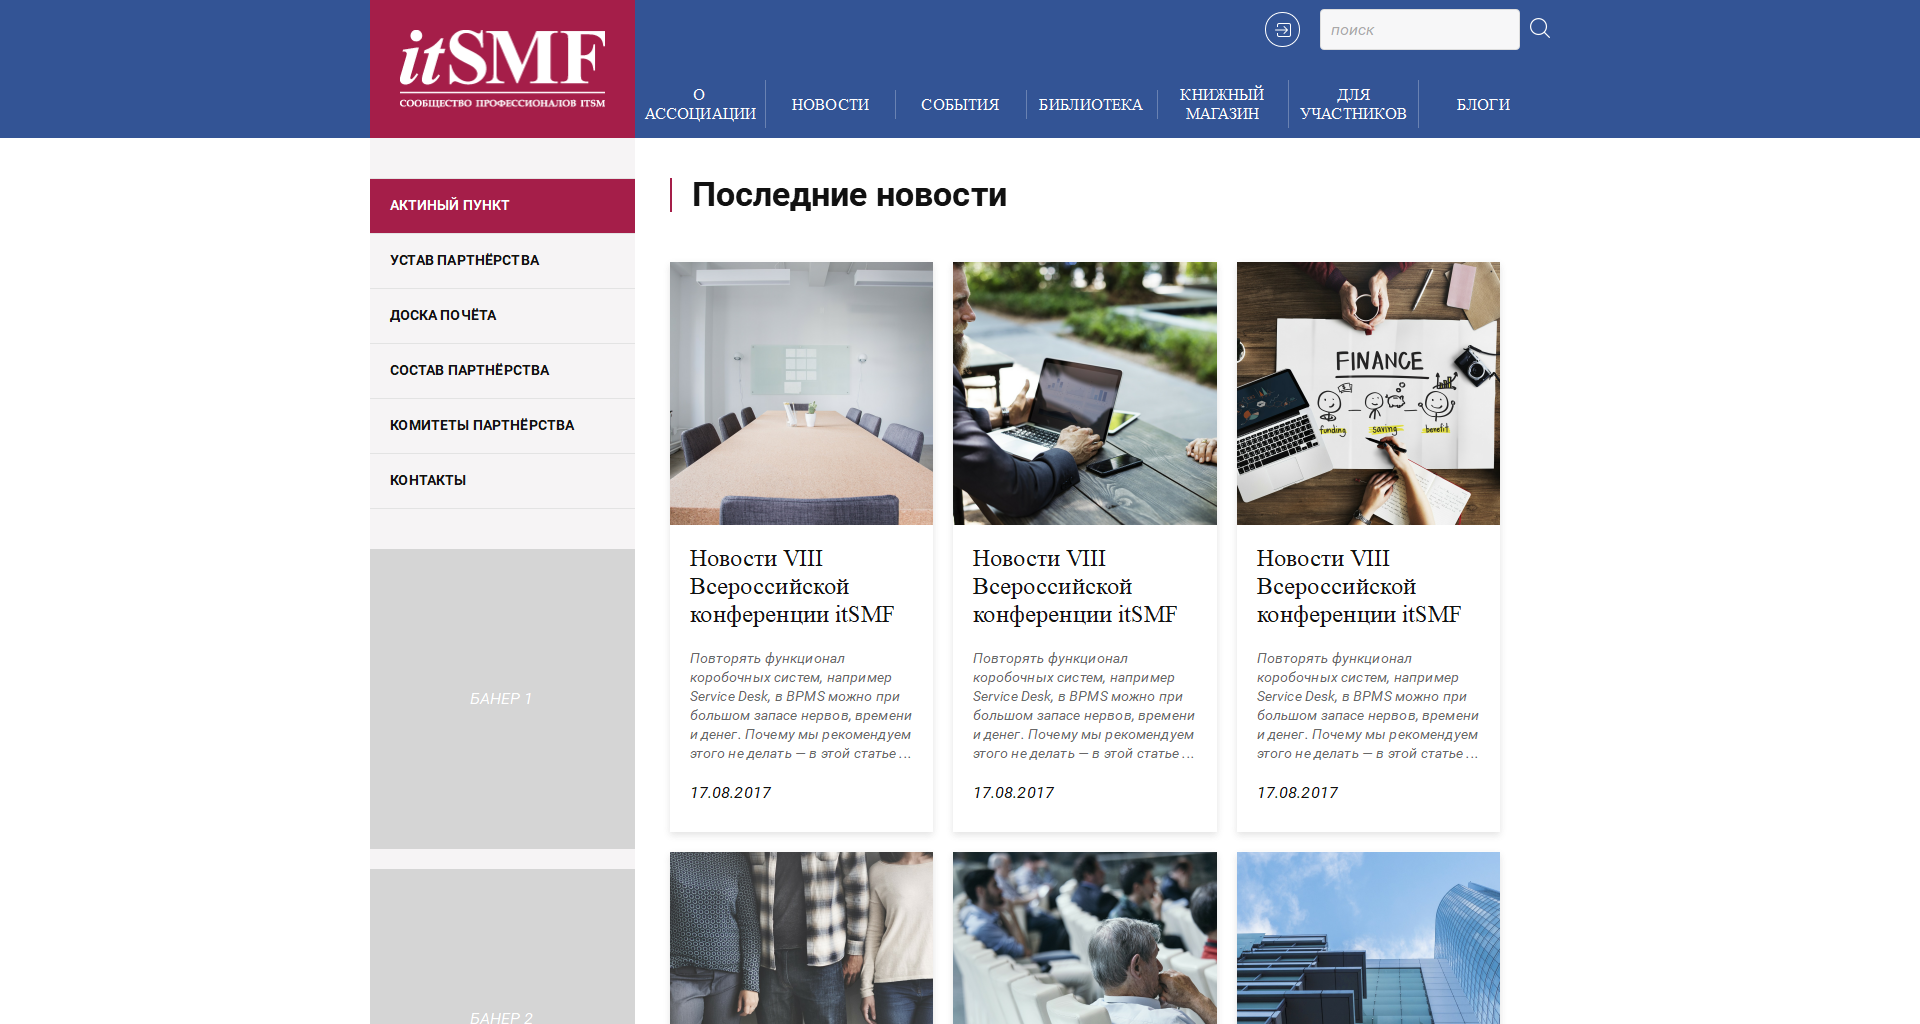 itSMF
СООБЩЕСТВО ПРОФЕССИОНАЛОВ ITSM
поиск
О
АССОЦИАЦИИ
НОВОСТИ
СОБЫТИЯ
БИБЛИОТЕКА
КНИЖНЫЙ
МАГАЗИН
ДЛЯ
УЧАСТНИКОВ
БЛОГИ
АКТИНЫЙ ПУНКТ
УСТАВ ПАРТНЁРСТВА
ДОСКА ПОЧЁТА
СОСТАВ ПАРТНЁРСТВА
КОМИТЕТЫ ПАРТНЁРСТВА
КОНТАКТЫ
БАНЕР 1
БАНЕР 2
Последние новости
FINANCE
funding
saving
benefit
Новости VIII
Всероссийской
конференции itSMF
Повторять функционал
коробочных систем, например
Service Desk, в BPMS можно при
большом запасе нервов, времени
и денег. Почему мы рекомендуем
этого не делать — в этой статье ...
17.08.2017
Новости VIII
Всероссийской
конференции itSMF
Повторять функционал
коробочных систем, например
Service Desk, в BPMS можно при
большом запасе нервов, времени
и денег. Почему мы рекомендуем
этого не делать — в этой статье ...
17.08.2017
Новости VIII
Всероссийской
конференции itSMF
Повторять функционал
коробочных систем, например
Service Desk, в BPMS можно при
большом запасе нервов, времени
и денег. Почему мы рекомендуем
этого не делать — в этой статье ...
17.08.2017